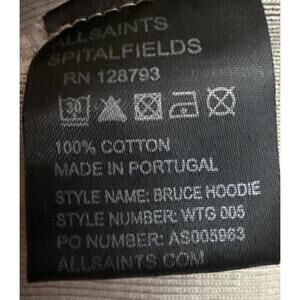 ALLSAINTS
SPITALFIELDS
RN 128793
30
100% COTTON
MADE IN PORTUGAL
STYLE NAME: BRUCE HOODIE
STYLE NUMBER: WTG 005
PO NUMBER: AS005963
ALLSAINTS.COM